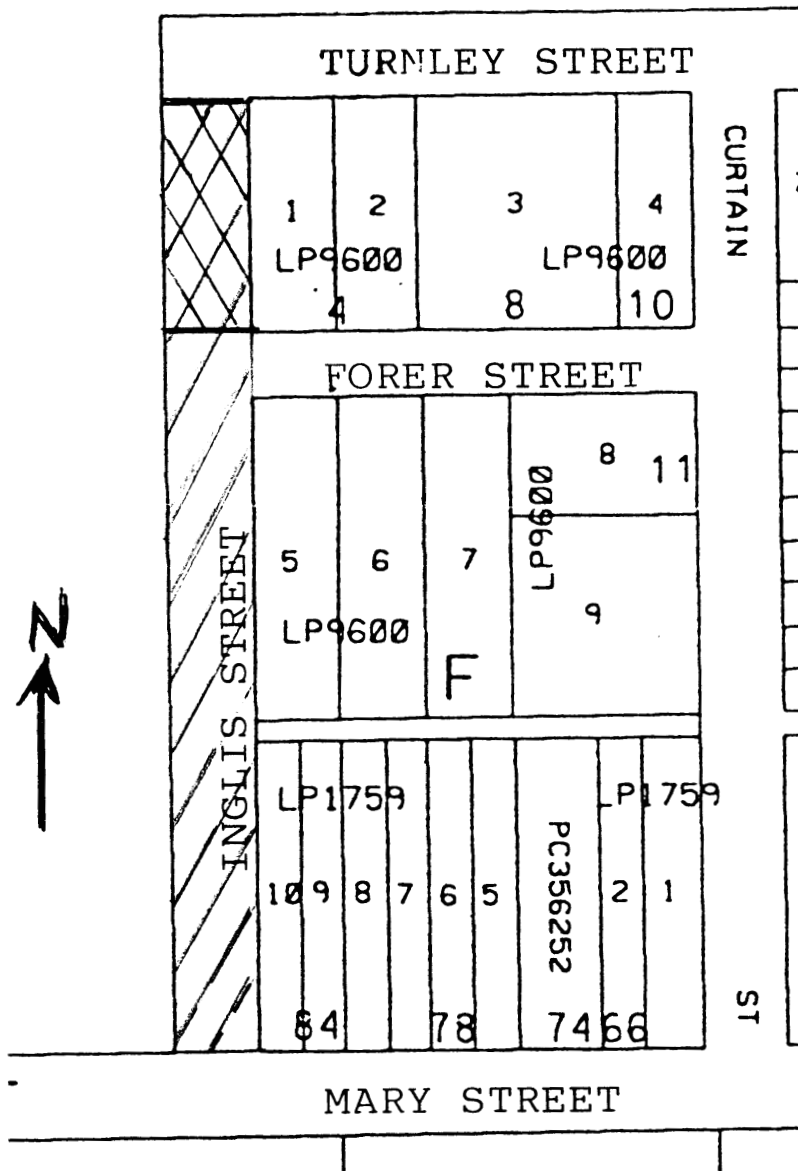 TURNLEY STREET
CURTAIN
1 2 3 4
LP9600 LP9600
4 8 10
FORER STREET
8 11
LP9600
5 6 7
9
LP9600
F
N
INGLIS STREET
LP1759 LP1759
10 9 8 7 6 5 PC356252 2 1
84 78 74 66
ST
MARY STREET